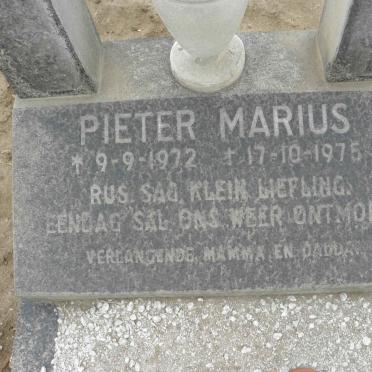 PIETER MARIUS
* 9-9-1972 † 17-10-1975
RUS SAG, KLEIN LIEFLING,
EENDAG SAL ONS WEER ONTMOE
VERLANGENDE, MAMMA EN DADDA